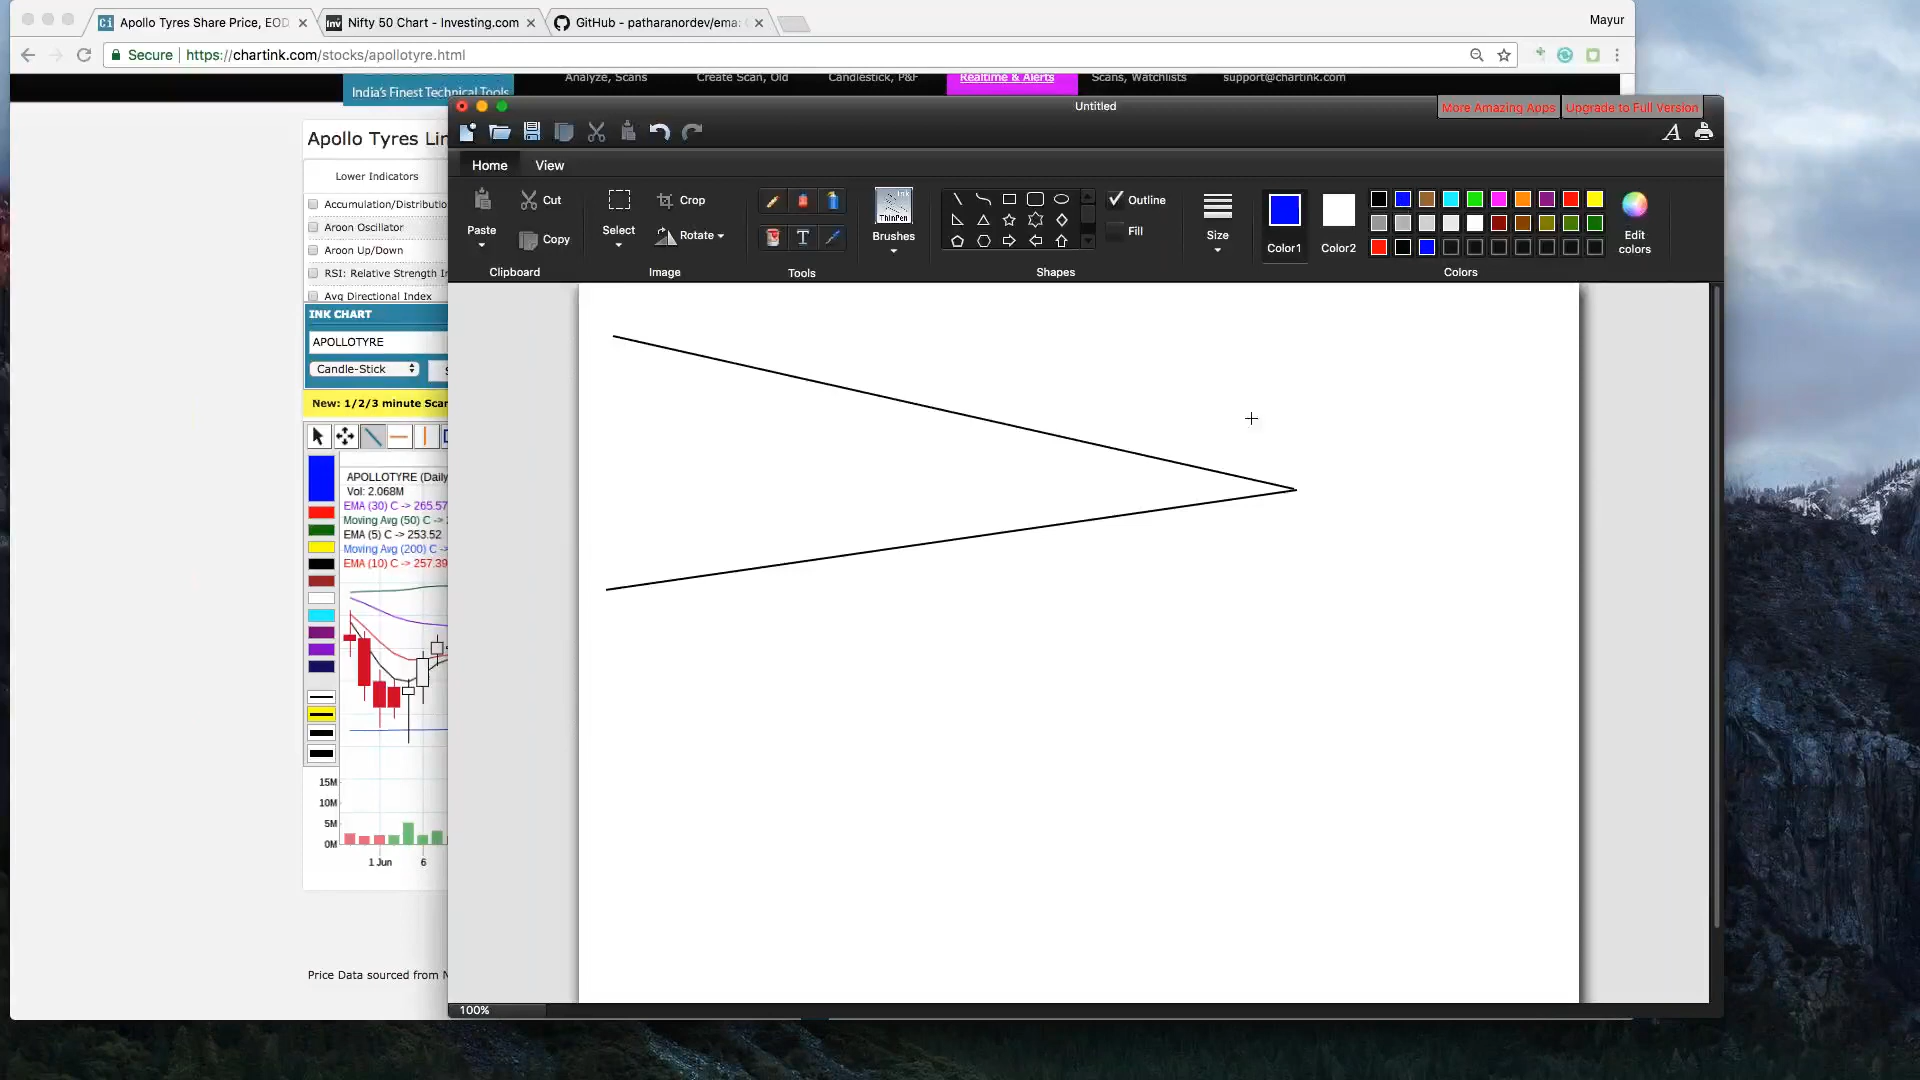 Apollo Tyres Share Price, EOD
Nifty 50 Chart - Investing.com
GitHub - patharanordev/ema:
Mayur
Secure
https://chartink.com/stocks/apollotyre.html
India's Finest Technical Tools
Analyze, Scans
Create Scan, Old
Candlestick, P&F
Realtime & Alerts
Scans, Watchlists
support@chartink.com
Untitled
More Amazing Apps
Upgrade to Full Version
Home
View
Paste
Cut
Copy
Clipboard
Select
Crop
Rotate
Image
Tools
Ink
ThinPen
Brushes
Shapes
Outline
Fill
Size
Color1
Color2
Colors
Edit
colors
Apollo Tyres Lin
Lower Indicators
Accumulation/Distributio
Aroon Oscillator
Aroon Up/Down
RSI: Relative Strength In
Avg Directional Index
INK CHART
APOLLOTYRE
Candle-Stick
New: 1/2/3 minute Scan
APOLLOTYRE (Daily
Vol: 2.068M
EMA (30) C -> 265.57
Moving Avg (50) C ->
EMA (5) C -> 253.52
Moving Avg (200) C ->
EMA (10) C -> 257.39
15M
10M
5M
0M
1 Jun
6
Price Data sourced from N
100%